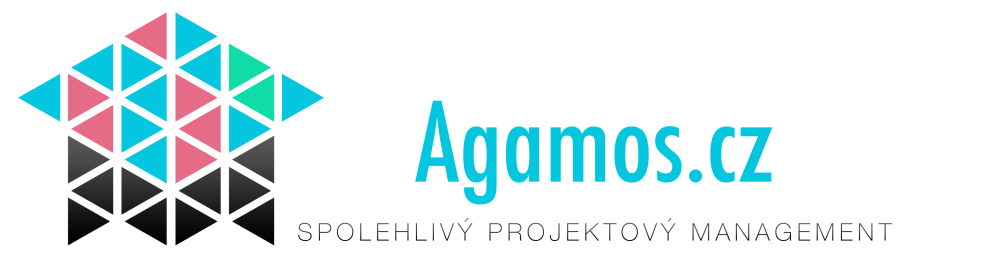 Agamos.cz
SPOLEHLIVÝ PROJEKTOVÝ MANAGEMENT